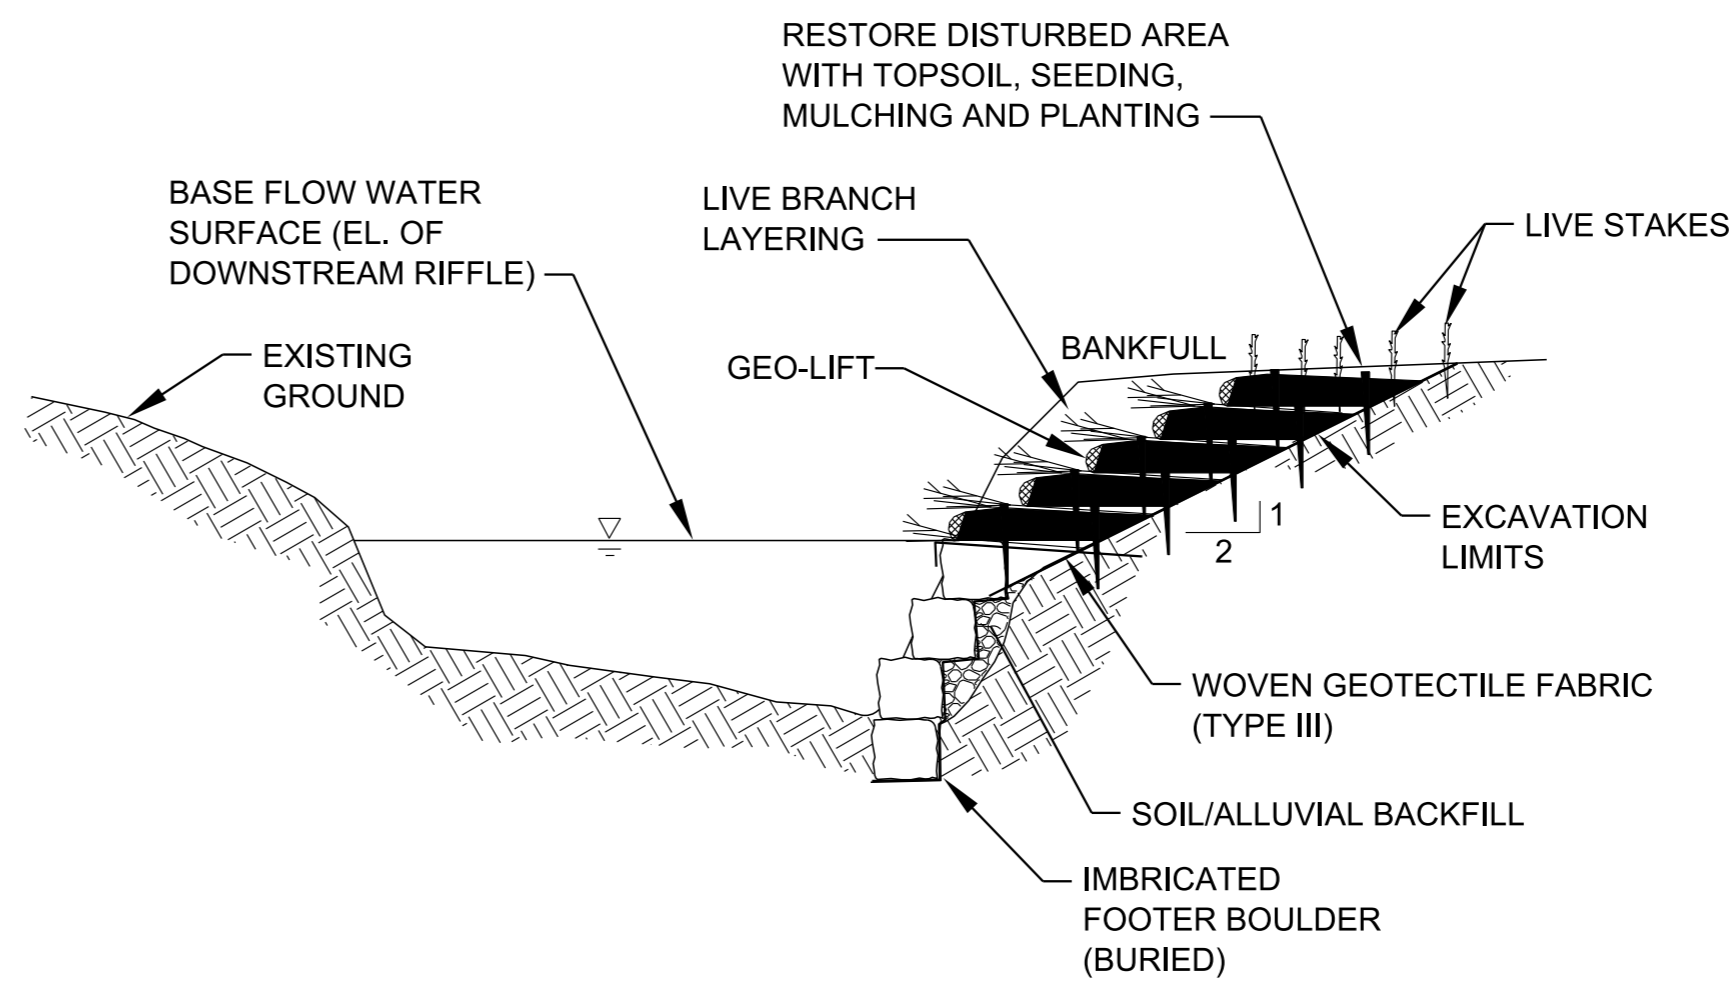 RESTORE DISTURBED AREA
WITH TOPSOIL, SEEDING,
MULCHING AND PLANTING
BASE FLOW WATER
SURFACE (EL. OF
DOWNSTREAM RIFFLE)
LIVE BRANCH
LAYERING
LIVE STAKES
EXISTING
GROUND
GEO-LIFT
BANKFULL
1
2
EXCAVATION
LIMITS
WOVEN GEOTECTILE FABRIC
(TYPE III)
SOIL/ALLUVIAL BACKFILL
IMBRICATED
FOOTER BOULDER
(BURIED)